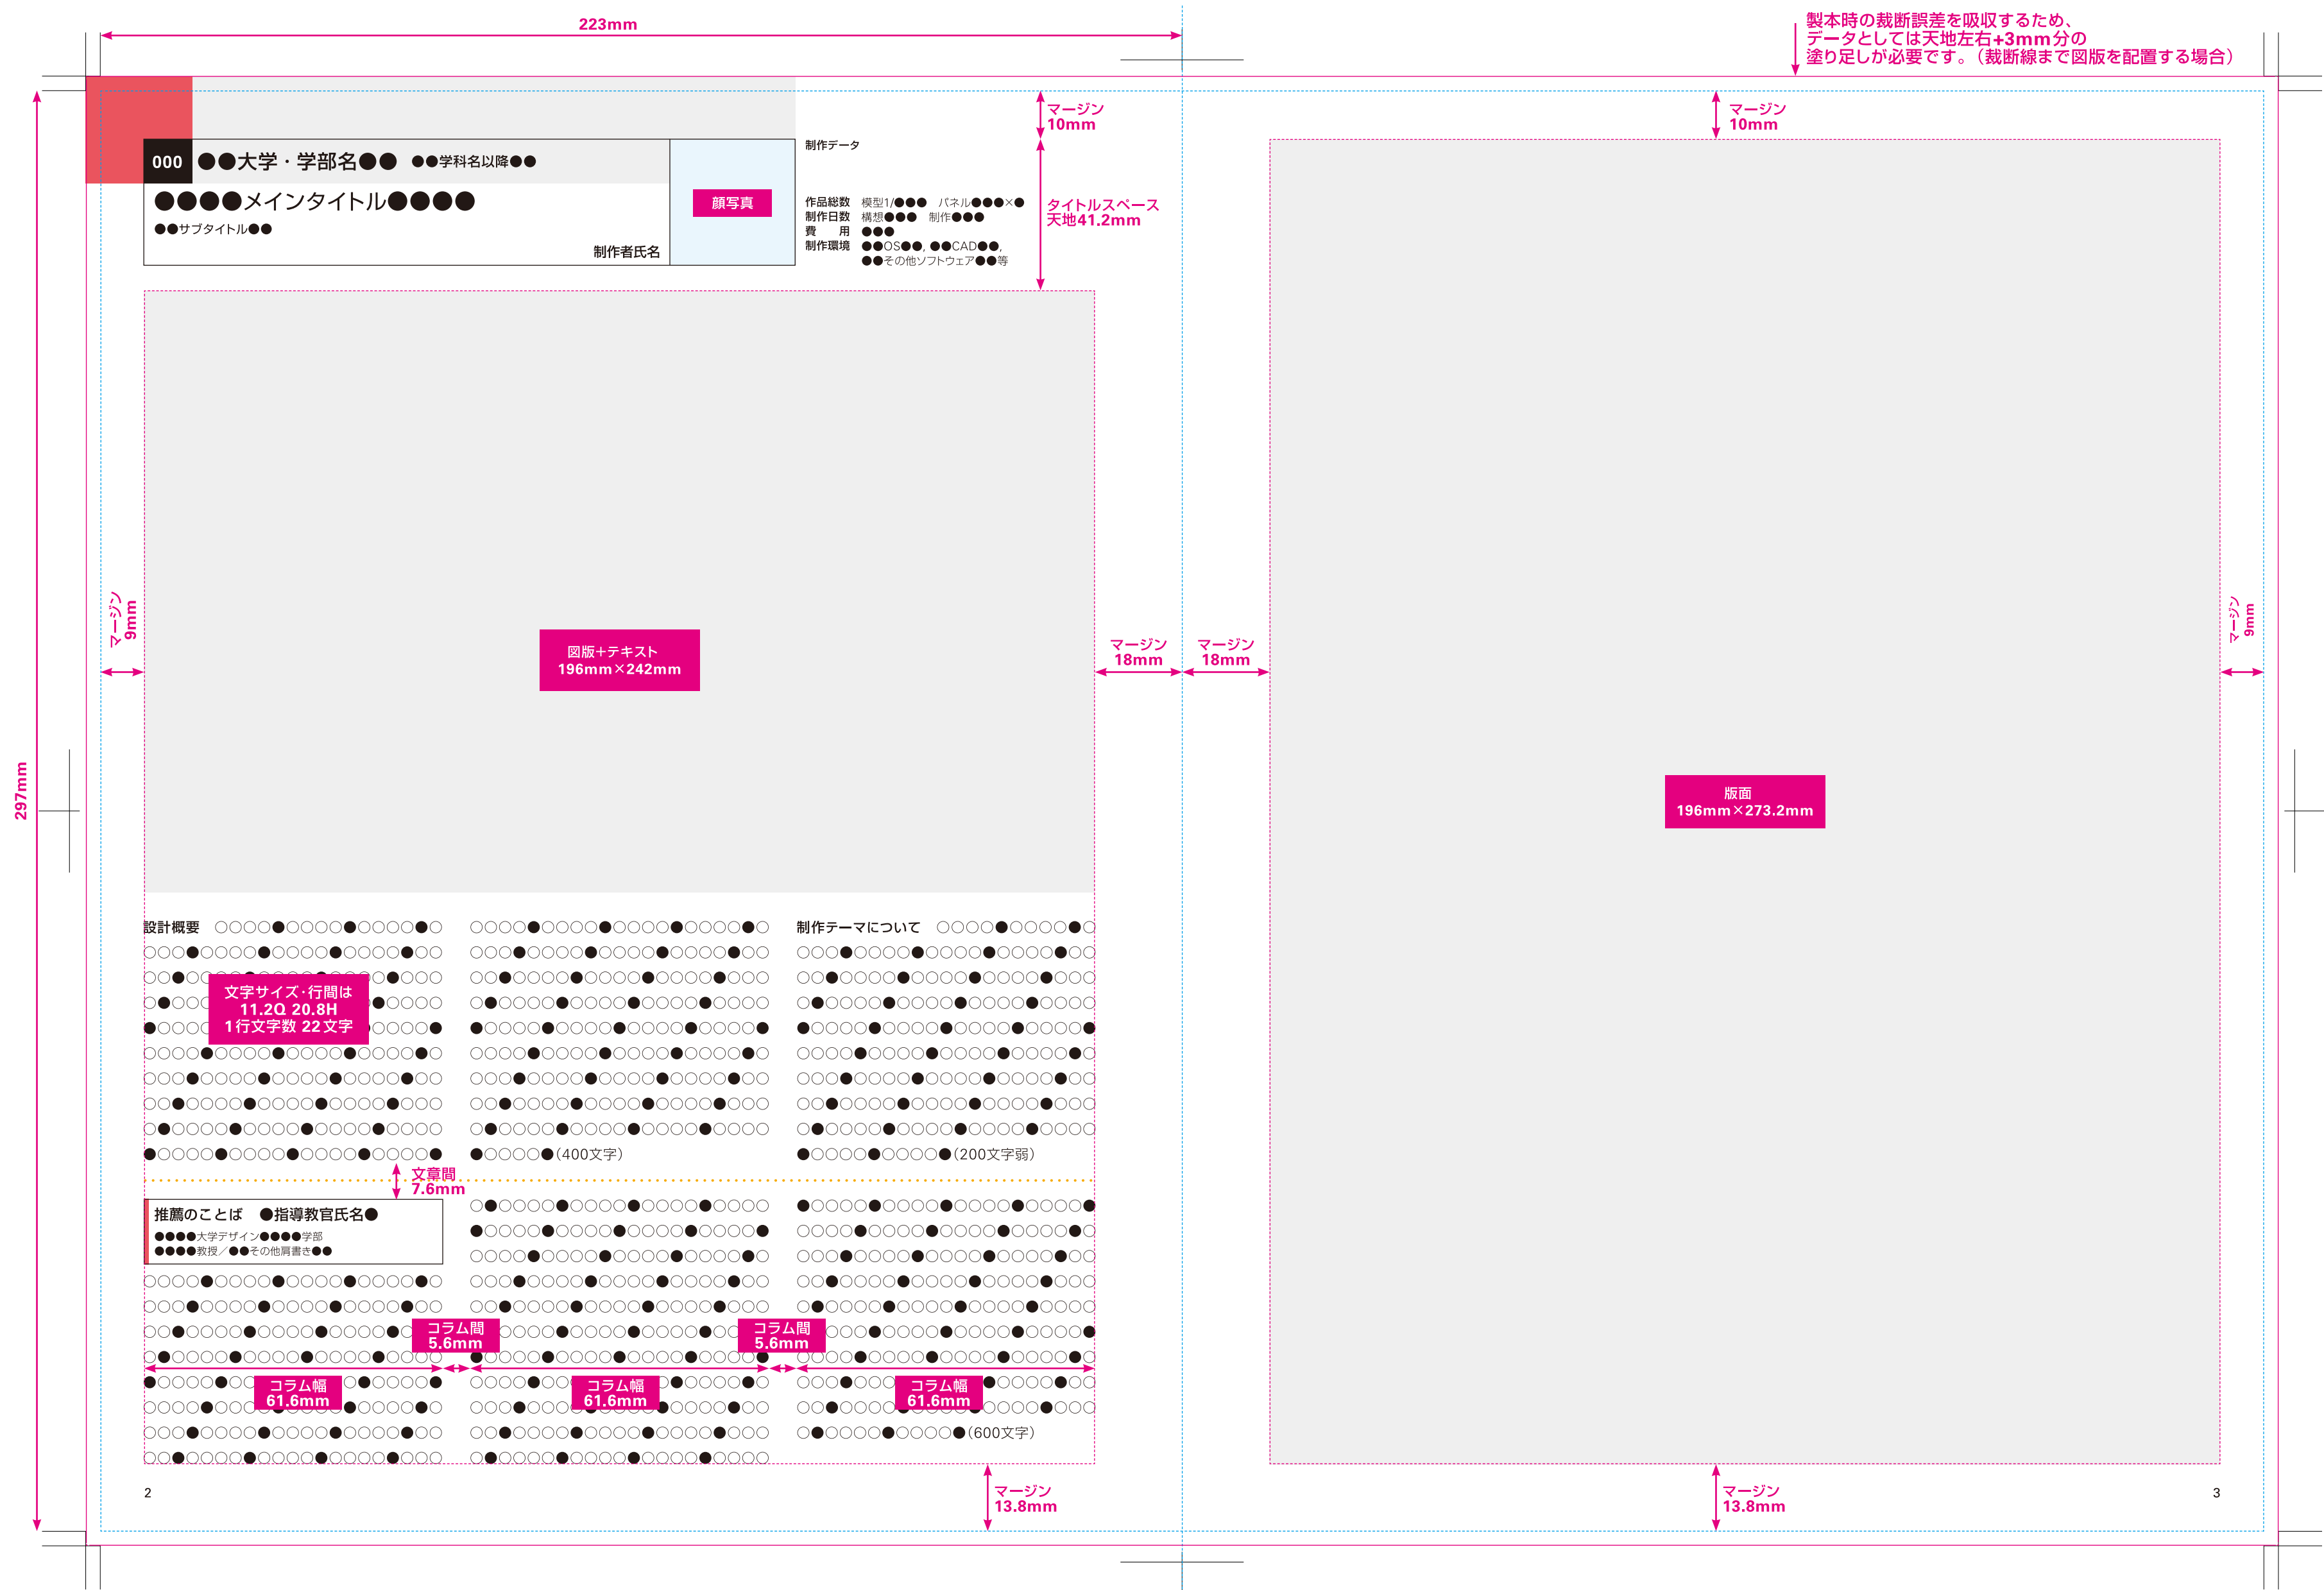 223mm
製本時の裁断誤差を吸収するため、
データとしては天地左右+3mm分の
塗り足しが必要です。（裁断線まで図版を配置する場合）
マージン
10mm
マージン
10mm
000 ●●大学・学部名●● ●●学科名以降●●
●●●●メインタイトル●●●●
●●サブタイトル●●
制作者氏名
顔写真
制作データ
作品総数 模型1/●●● パネル●●●×●
制作日数 構想●●● 制作●●●
費　用 ●●●
制作環境 ●●OS●●, ●●CAD●●,
●●その他ソフトウェア●●等
タイトルスペース
天地41.2mm
297mm
マージン
9mm
図版＋テキスト
196mm×242mm
マージン
18mm
マージン
18mm
マージン
9mm
版面
196mm×273.2mm
設計概要
文字サイズ・行間は
11.2Q 20.8H
1行文字数 22文字
●○○○○●（400文字）
制作テーマについて
●○○○○●○○○○●（200文字弱）
文章間
7.6mm
推薦のことば ●指導教官氏名●
●●●●大学デザイン●●●●学部
●●●●教授／●●その他肩書き●●
コラム間
5.6mm
コラム間
5.6mm
コラム幅
61.6mm
コラム幅
61.6mm
コラム幅
61.6mm
○●○○○○●○○○○●（600文字）
マージン
13.8mm
マージン
13.8mm
2
3